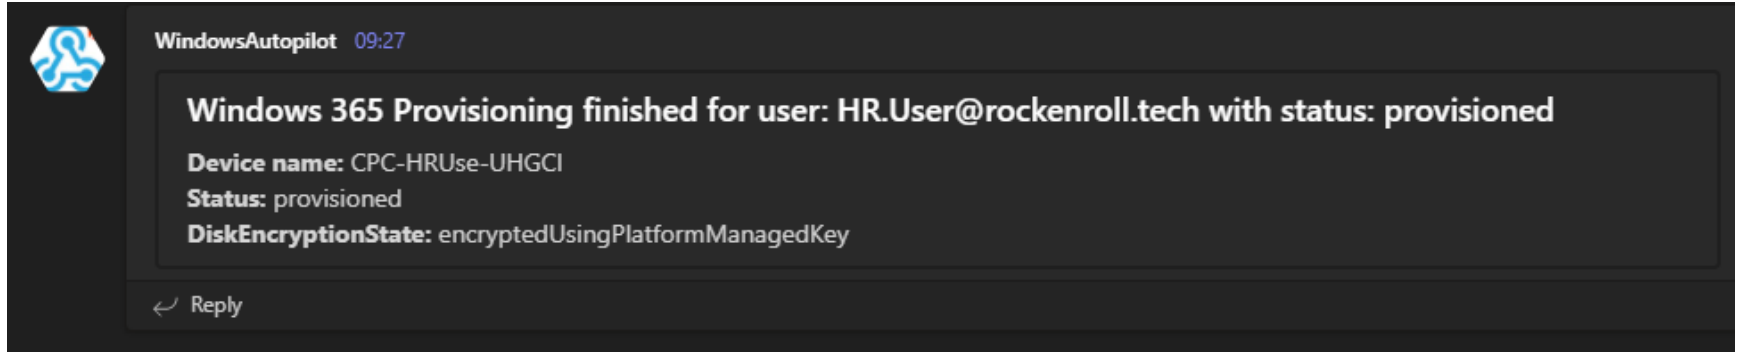 WindowsAutopilot 09:27
Windows 365 Provisioning finished for user: HR.User@rockenroll.tech with status: provisioned
Device name: CPC-HRUse-UHGCI
Status: provisioned
DiskEncryptionState: encryptedUsingPlatformManagedKey
Reply